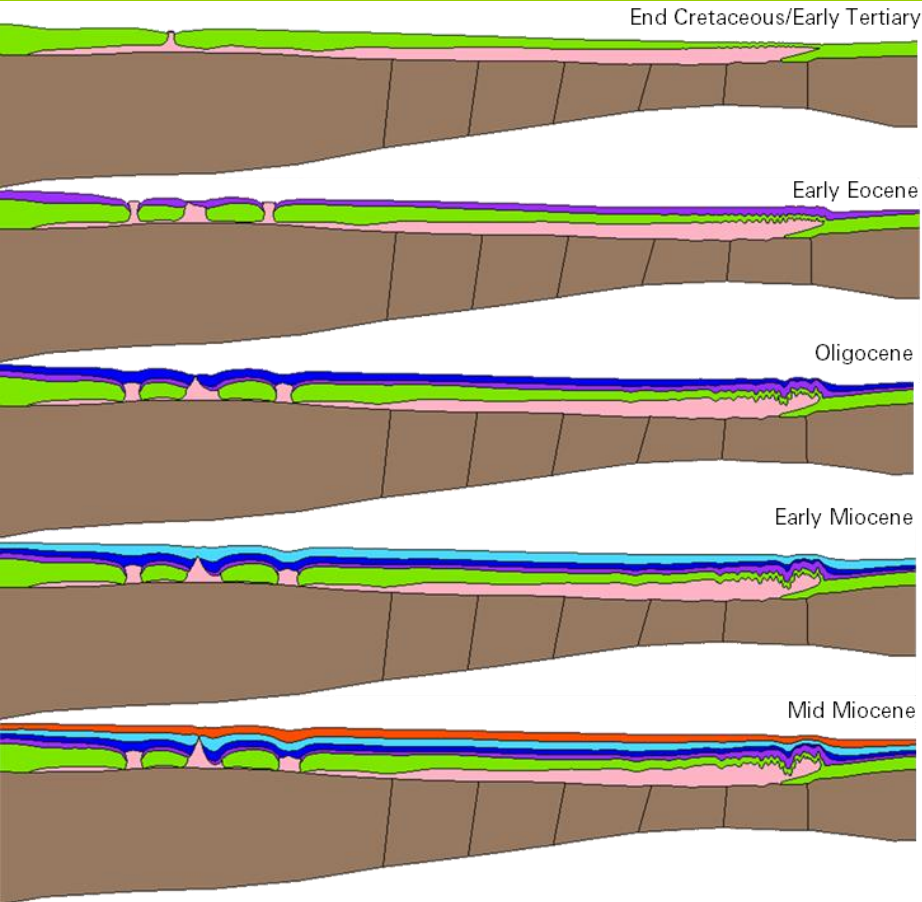 End Cretaceous/Early Tertiary
Early Eocene
Oligocene
Early Miocene
Mid Miocene